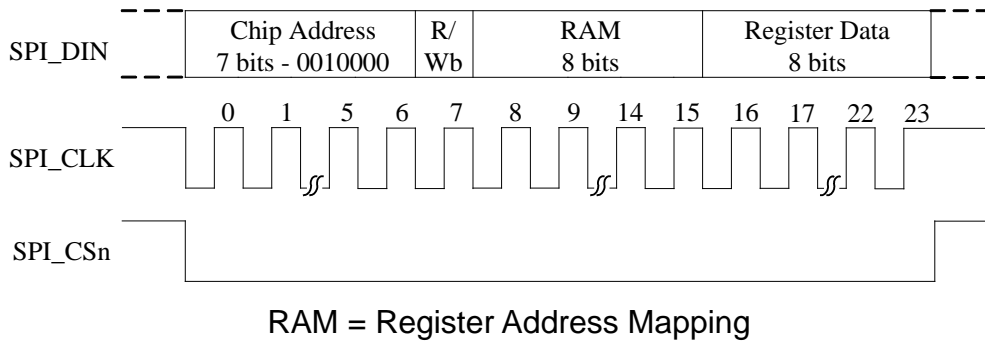 SPI_DIN
Chip Address
7 bits - 0010000
R/
Wb
RAM
8 bits
Register Data
8 bits
0 1 5 6 7 8 9 14 15 16 17 22 23
SPI_CLK
SPI_CSn
RAM = Register Address Mapping